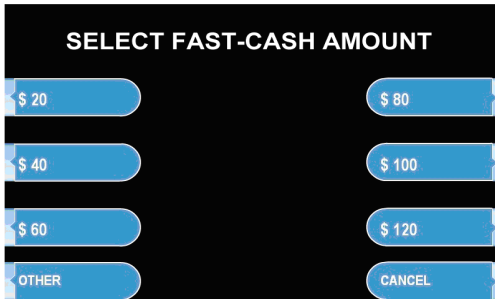 SELECT FAST-CASH AMOUNT
$ 20
$ 80
$ 40
$ 100
$ 60
$ 120
OTHER
CANCEL